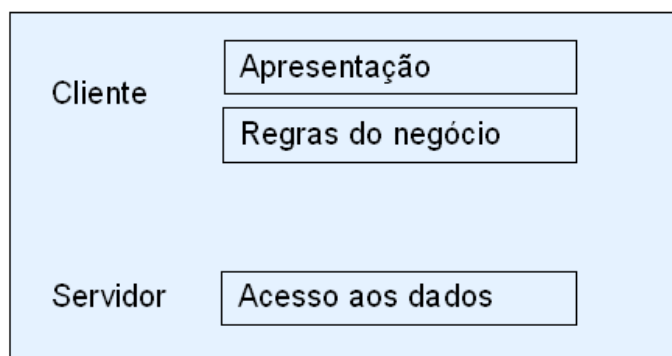 Cliente
Apresentação
Regras do negócio
Servidor
Acesso aos dados